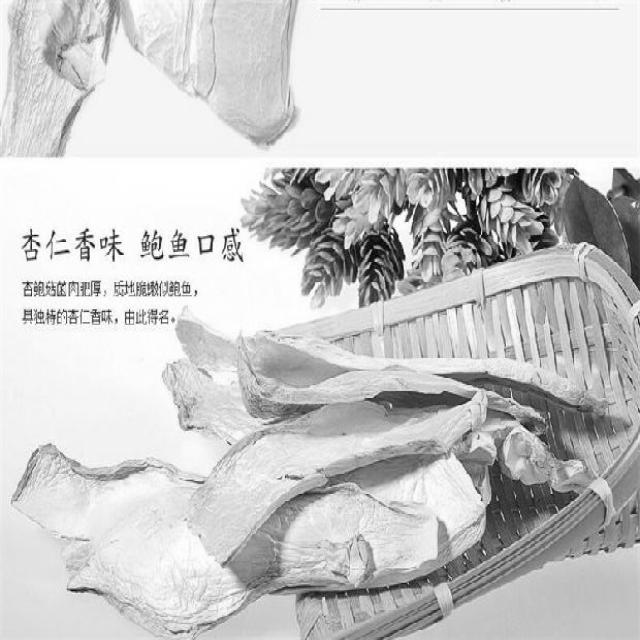 杏仁香味 鲍鱼口感
杏鲍菇菌肉肥厚，质地脆嫩似鲍鱼，
具独特的杏仁香味，由此得名。